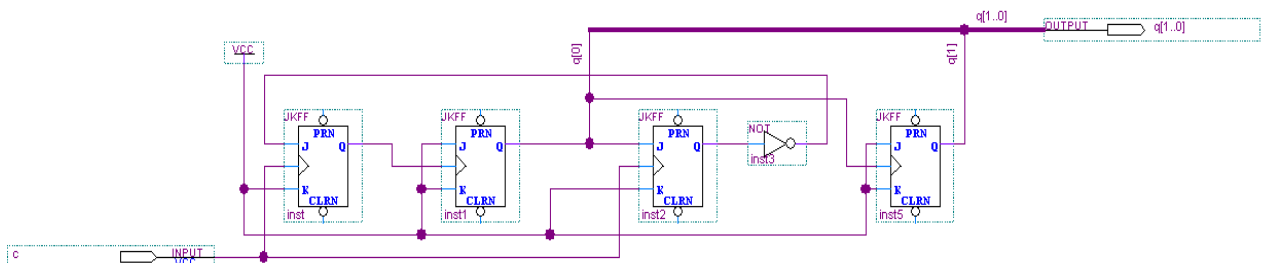 q[1..0]
OUTPUT
q[1..0]
q[0]
q[1]
VCC
JKFF
PRN
J
Q
K
CLRN
inst
JKFF
PRN
J
Q
K
CLRN
inst1
JKFF
PRN
J
Q
K
CLRN
inst2
NOT
inst3
JKFF
PRN
J
Q
K
CLRN
inst5
c
INPUT
VCC